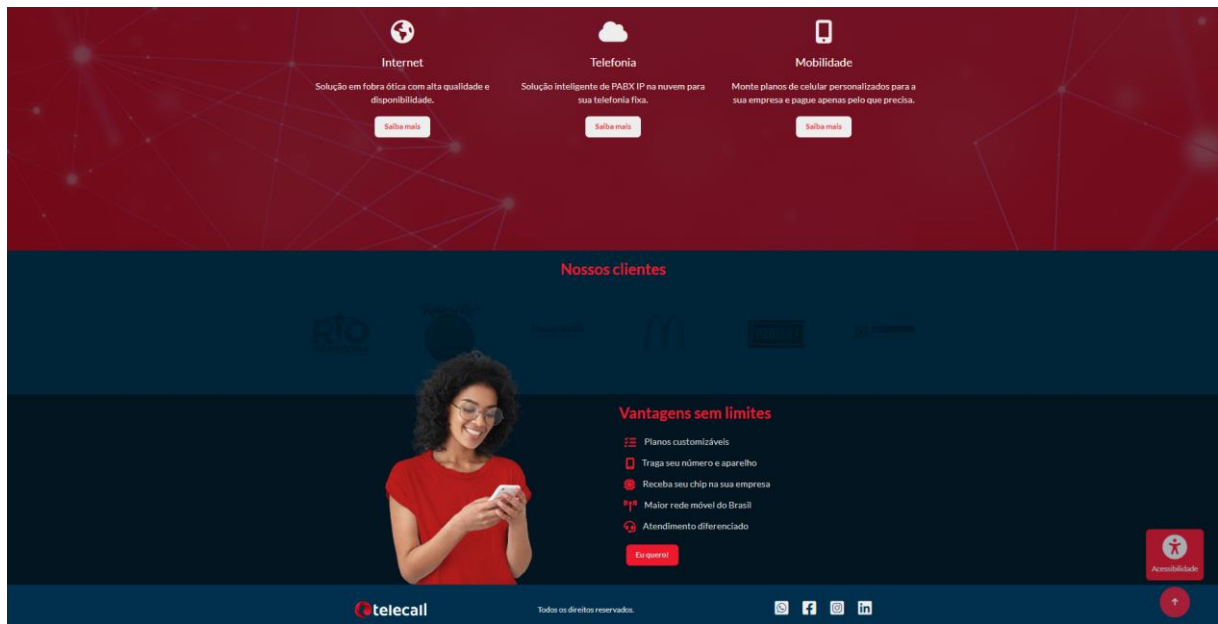 Internet
Telefonia
Mobilidade
Solução em fobra ótica com alta qualidade e
disponibilidade.
Solução inteligente de PABX IP na nuvem para
sua telefonia fixa.
Monte planos de celular personalizados para a
sua empresa e pague apenas pelo que precisa.
Saiba mais
Saiba mais
Saiba mais
Nossos clientes
RIO
Vantagens sem limites
Planos customizáveis
Traga seu número e aparelho
Receba seu chip na sua empresa
Maior rede móvel do Brasil
Atendimento diferenciado
Eu quero!
Acessibilidade
telecall
Todos os direitos reservados.